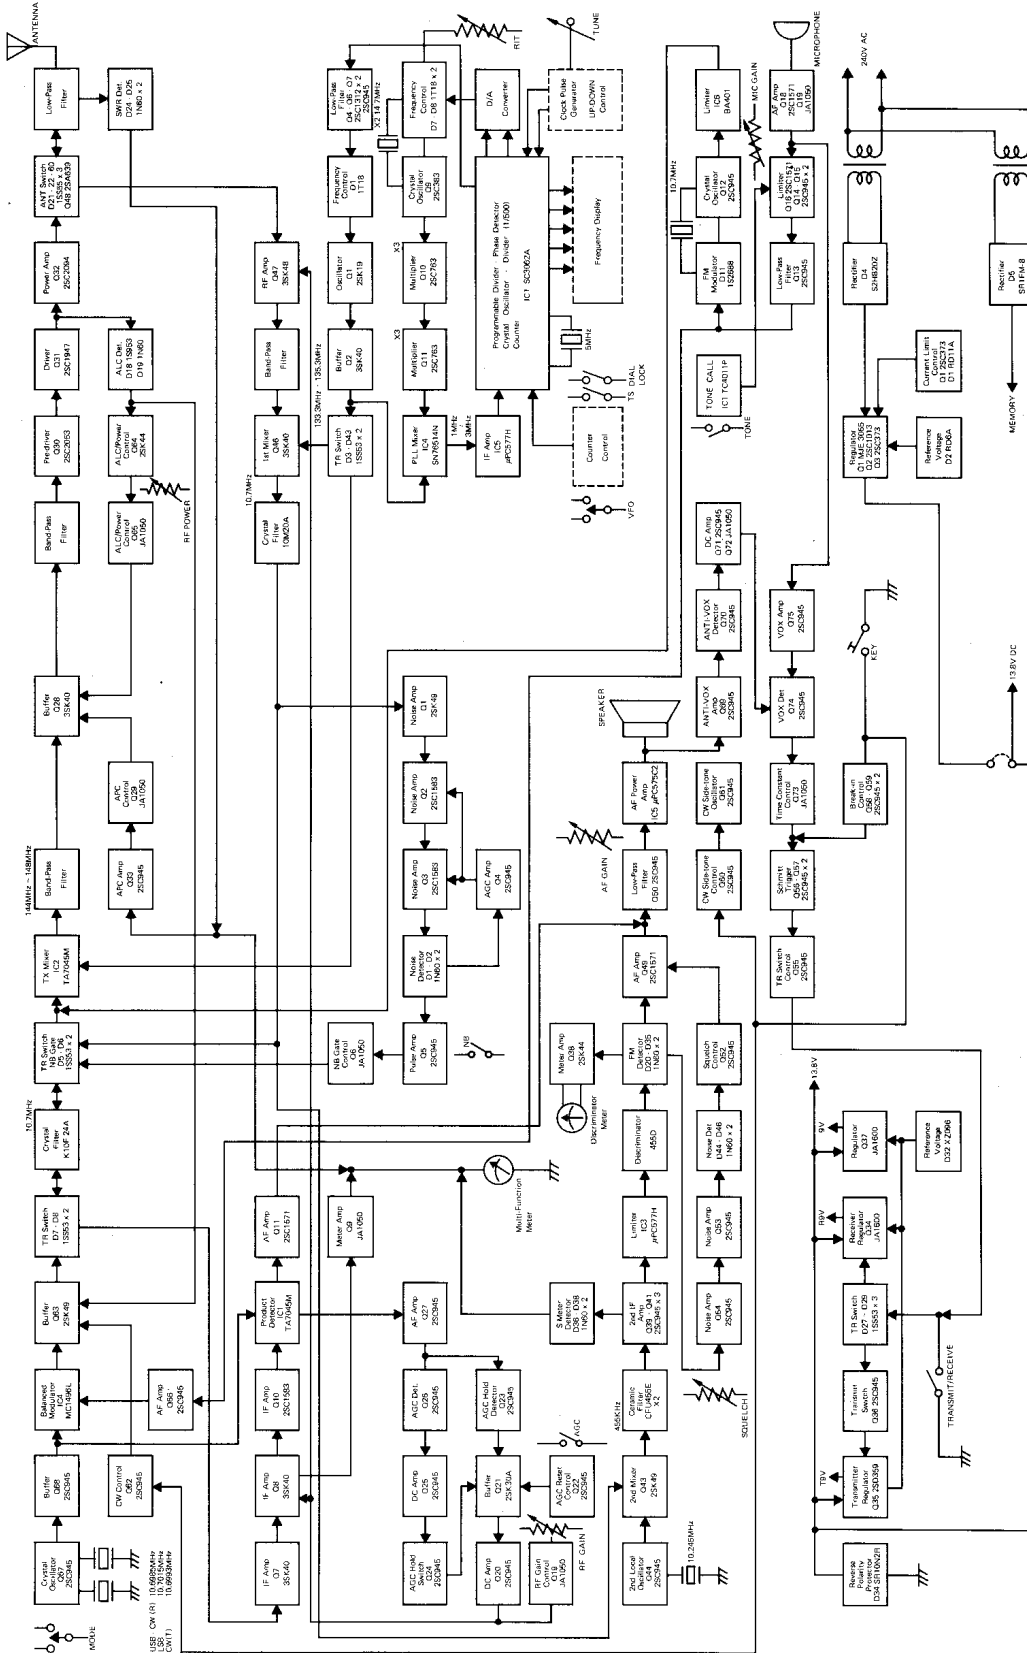 ANTENNA
Low-Pass
Filter
SWR Det.
D24 · D25
1N60 × 2
ANT Switch
D21 · 22 · 60
1SS55 × 3
Q48 2SA639
Power Amp
Q32
2SC2094
Driver
Q31
2SC1947
ALC Det.
D18 1S953
D19 1N60
Pre-driver
Q30
2SC2053
ALC/Power
Control
Q64
2SK44
RF POWER
Band-Pass
Filter
ALC/Power
Control
Q65
JA1050
Buffer
Q28
3SK40
APC
Control
Q29
JA1050
144MHz - 148MHz
Band-Pass
Filter
APC Amp
Q33
2SC945
TX Mixer
IC2
TA7045M
TR Switch
NB Gate
D5 · D6
1SS53 × 2
NB Gate
Control
Q6
JA1050
10.7MHz
Crystal
Filter
K10F 24A
TR Switch
D7 · D8
1SS53 × 2
Buffer
Q63
2SK49
Balanced
Modulator
IC4
MC1496L
AF Amp
Q66
2SC945
Buffer
Q68
2SC945
CW Control
Q62
2SC945
Crystal
Oscillator
Q67
2SC945
USB · CW (R) 10.6985MHz
LSB 10.7015MHz
CW(T) 10.6993MHz
MODE
RF Amp
Q47
3SK48
Band-Pass
Filter
1st Mixer
Q46
3SK40
10.7MHz
Crystal
Filter
10M20A
133.3MHz - 135.3MHz
AF Amp
Q11
2SC1571
Meter Amp
Q9
JA1050
Product
Detector
IC1
TA7045M
IF Amp
Q10
2SC1583
IF Amp
Q8
3SK40
IF Amp
Q7
3SK40
Low-Pass
Filter
Q4 · Q6 · Q7
2SC1312 × 2
2SC945
Frequency
Control
D1
1T18
Oscillator
Q1
2SK19
Buffer
Q2
3SK40
TR Switch
D3 · D43
1SS53 × 2
RIT
X2 14.7MHz
Frequency
Control
D7 D8 1T18 × 2
Crystal
Oscillator
Q9
2SC383
X3
Multiplier
D10
2SC763
X3
Multiplier
Q11
2SC763
PLL Mixer
IC4
SN76514N
1MHz -
3MHz
IF Amp
IC5
µPC577H
D/A
Converter
Programmable Divider · Phase Detector
Crystal Oscillator · Divider (1/500)
Counter
IC1 SC3062A
5MHz
TUNE
Clock Pulse
Generator
UP-DOWN
Control
Frequency Display
TS DIAL
LOCK
Counter
Control
VFO
Noise Amp
Q1
2SK49
Noise Amp
Q2
2SC1583
Noise Amp
Q3
2SC1583
AGC Amp
Q4
2SC945
Noise
Detector
D1 · D2
1N60 × 2
Pulse Amp
Q5
2SC945
NB
Multi-Function
Meter
AF Amp
Q27
2SC945
AGC Det.
Q26
2SC945
AGC Hold
Detector
Q23
2SC945
DC Amp
Q25
2SC945
Buffer
Q21
2SK30A
AGC
AGC Reset
Control
Q22
2SC945
AGC Hold
Switch
Q24
2SC945
DC Amp
Q20
2SC945
RF Gain
Control
Q19
JA1050
RF GAIN
SPEAKER
AF Power
Amp
IC5 µPC575C2
AF GAIN
Low-Pass
Filter
Q50 2SC945
AF Amp
Q49
2SC1571
Meter Amp
Q38
2SK44
Discriminator
Meter
FM
Detector
D20 · D35
1N60 × 2
Discriminator
455D
Limiter
IC3
µPC577H
S Meter
Detector
D36 · D38
1N60 × 2
2nd IF
Amp
Q39 · Q41
2SC945 × 3
455KHz
Ceramic
Filter
CFU455E
X2
2nd Mixer
Q43
2SK49
2nd Local
Oscillator
Q44
2SC945
10.245MHz
Limiter
IC6
BA401
MIC GAIN
10.7MHz
Crystal
Oscillator
Q12
2SC945
FM
Modulator
D11
1S2688
TONE CALL
IC1 TCAD11P
TONE
DC Amp
Q71 2SC945
Q72 JA1050
ANTI-VOX
Detector
Q70
2SC945
ANTI-VOX
Amp
Q69
2SC945
CW Side-tone
Oscillator
Q61
2SC945
CW Side-tone
Control
Q60
2SC945
Squelch
Control
Q52
2SC945
Noise Det.
D44 · D46
1N60 × 2
Noise Amp
Q53
2SC945
Noise Amp
Q54
2SC945
SQUELCH
MICROPHONE
AF Amp
Q18
2SC1571
Q19
JA1050
Limiter
Q16 2SC1571
Q14 · Q15
2SC945 × 2
Low-Pass
Filter
Q13
2SC945
VOX Amp
Q75
2SC945
VOX Det
Q74
2SC945
Time Constant
Control
Q73
JA1050
Schmitt
Trigger
Q56 · Q57
2SC945 × 2
TR Switch
Control
Q55
2SC945
KEY
Break-in
Control
Q58 · Q59
2SC945 × 2
240V AC
Rectifier
D4
S2HB20Z
Rectifier
D5
SR1FM-8
MEMORY
Current Limit
Control
Q1 2SC373
D1 RD11A
Regulator
Q1 MJE 3065
Q2 2SC1013
Q3 2SC373
Reference
Voltage
D2 RD6A
13.8V DC
13.8V
9V
Regulator
Q37
JA1600
Reference
Voltage
D32 XZ096
R9V
Receiver
Regulator
Q34
JA1600
TR Switch
D27 · D29
1SS53 × 3
TRANSMIT/RECEIVE
Transmit
Switch
Q36 2SC945
T9V
Transmitter
Regulator
Q35 2SD359
Reverse
Polarity
Protector
D34 SR10N2R